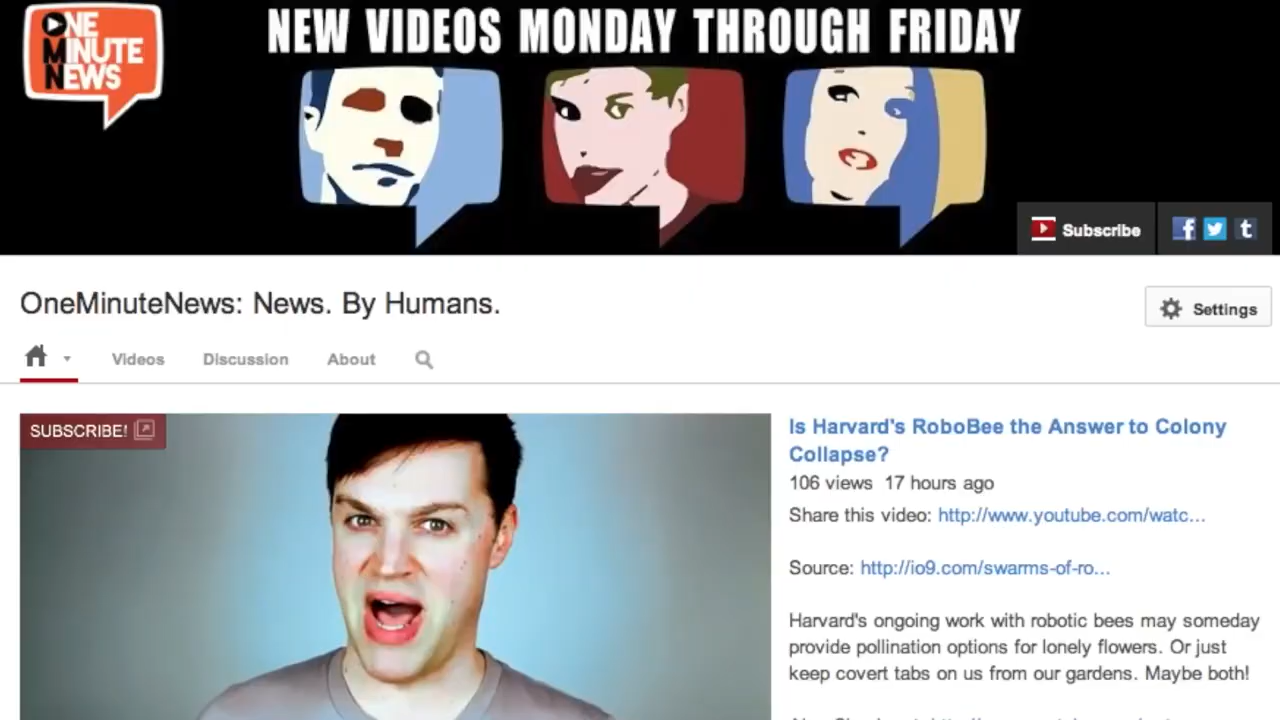 ONE
MINUTE
NEWS
NEW VIDEOS MONDAY THROUGH FRIDAY
Subscribe
f
t
OneMinuteNews: News. By Humans.
Settings
Videos
Discussion
About
SUBSCRIBE!
Is Harvard's RoboBee the Answer to Colony
Collapse?
106 views 17 hours ago
Share this video: http://www.youtube.com/watc...
Source: http://io9.com/swarms-of-ro...
Harvard's ongoing work with robotic bees may someday
provide pollination options for lonely flowers. Or just
keep covert tabs on us from our gardens. Maybe both!